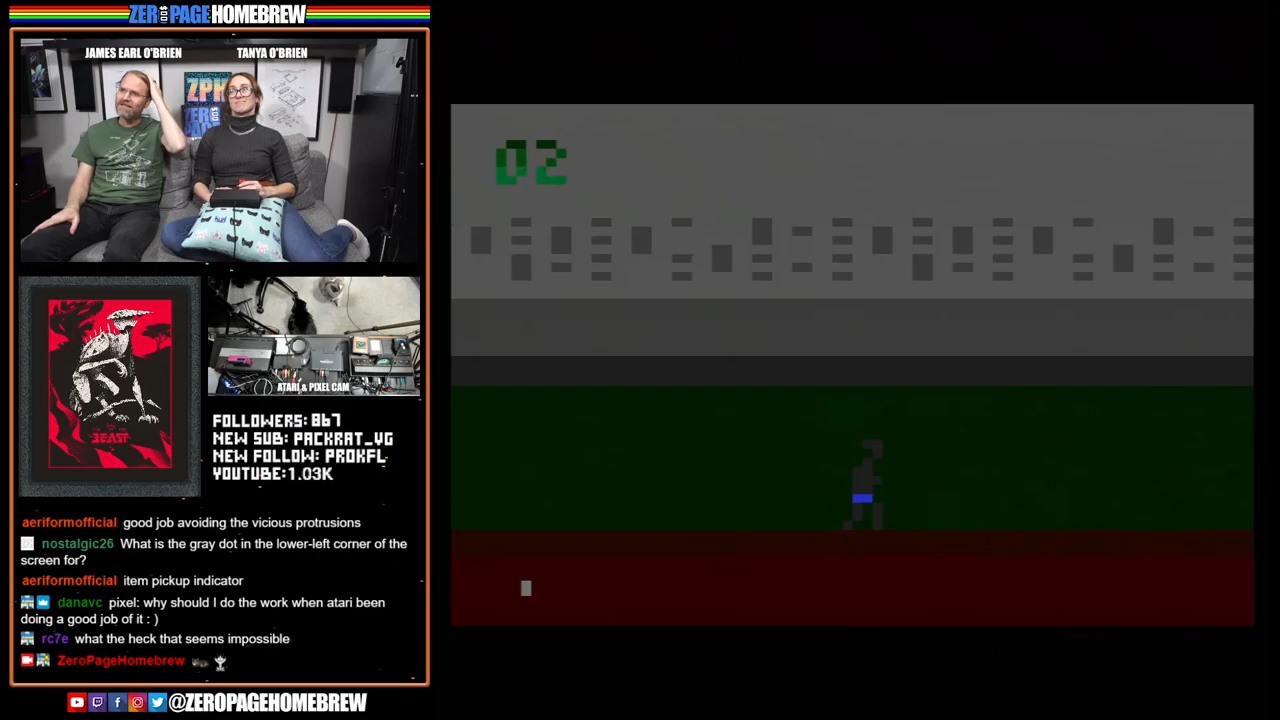 ZERO PAGE HOMEBREW
JAMES EARL O'BRIEN
TANYA O'BRIEN
ZPH
ATARI & PIXEL CAM
BEAST
FOLLOWERS: 867
NEW SUB: PACKRAT_VG
NEW FOLLOW: PROKFL
YOUTUBE:1.03K
aeriformofficial good job avoiding the vicious protrusions
nostalgic26 What is the gray dot in the lower-left corner of the
screen for?
aeriformofficial item pickup indicator
danavc pixel: why should I do the work when atari been
doing a good job of it : )
rc7e what the heck that seems impossible
ZeroPageHomebrew
@ZEROPAGEHOMEBREW
02